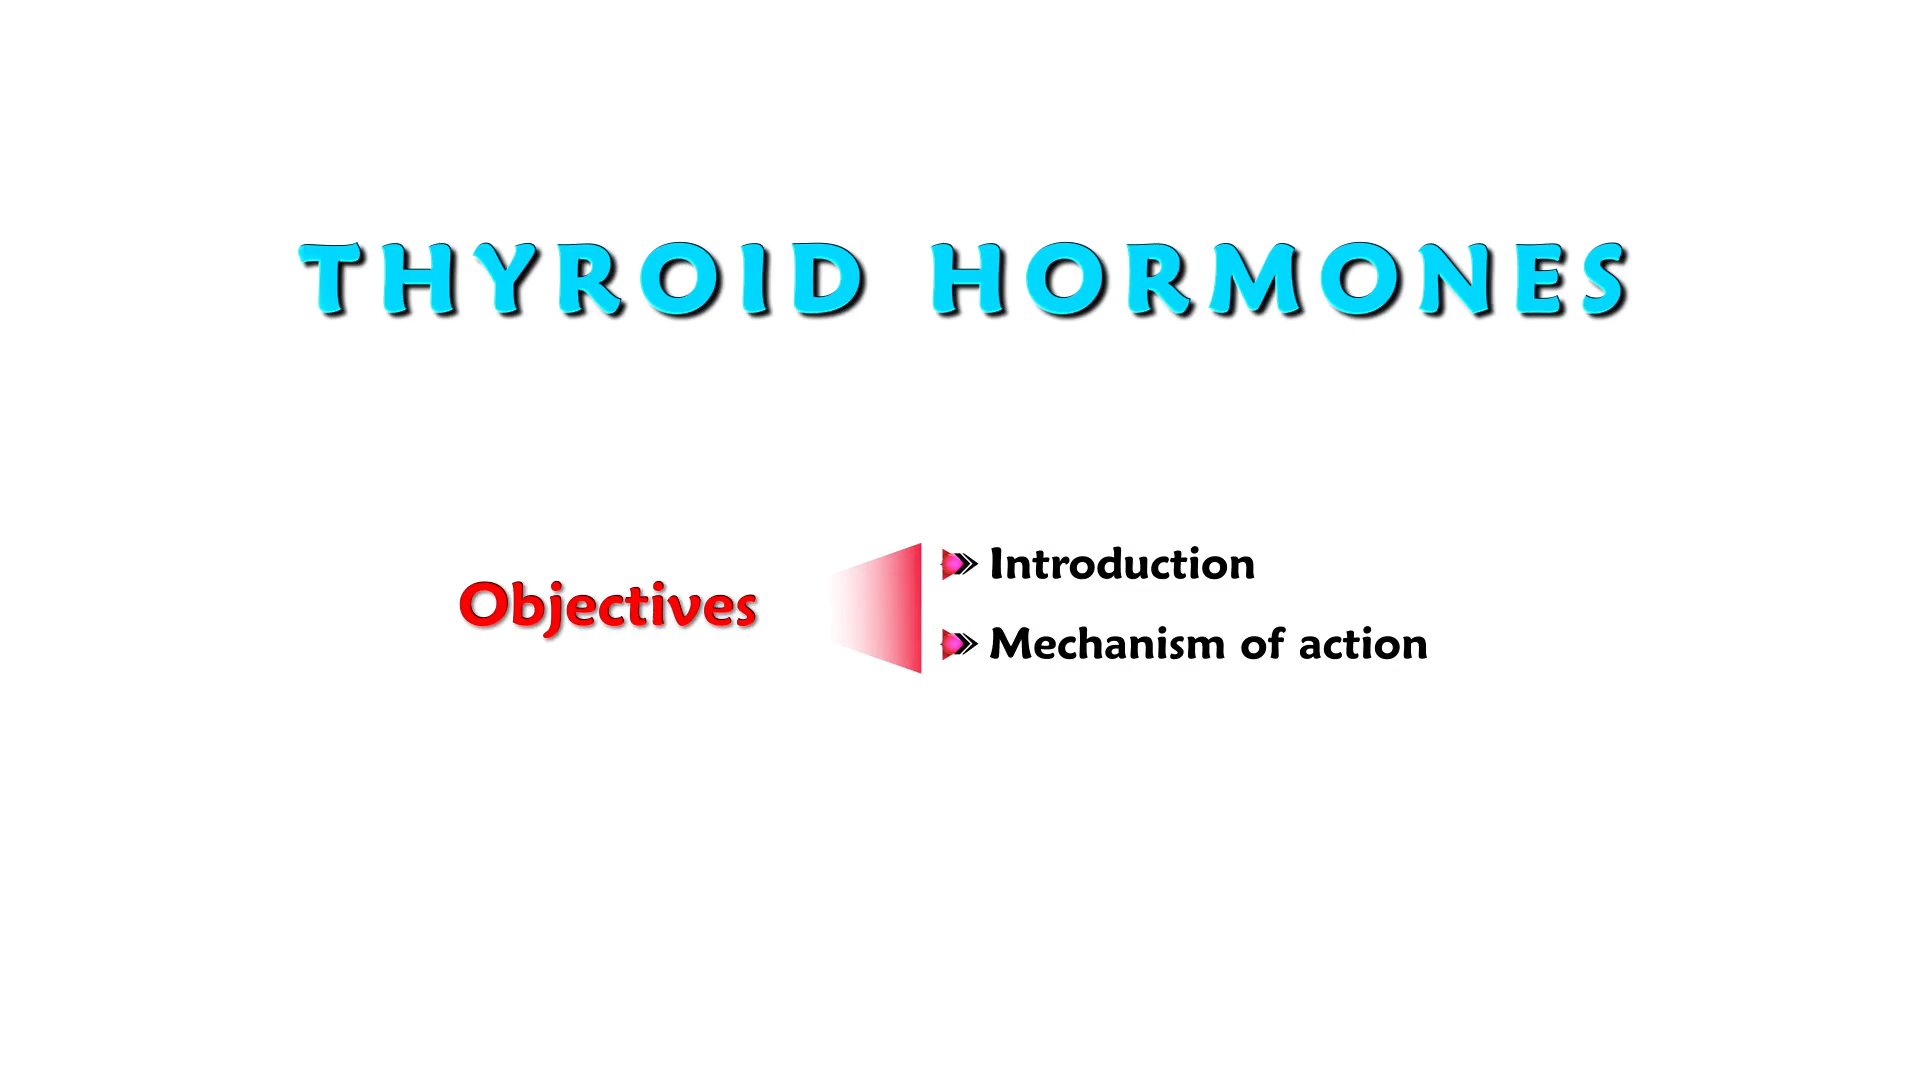 THYROID HORMONES
Objectives
Introduction
Mechanism of action